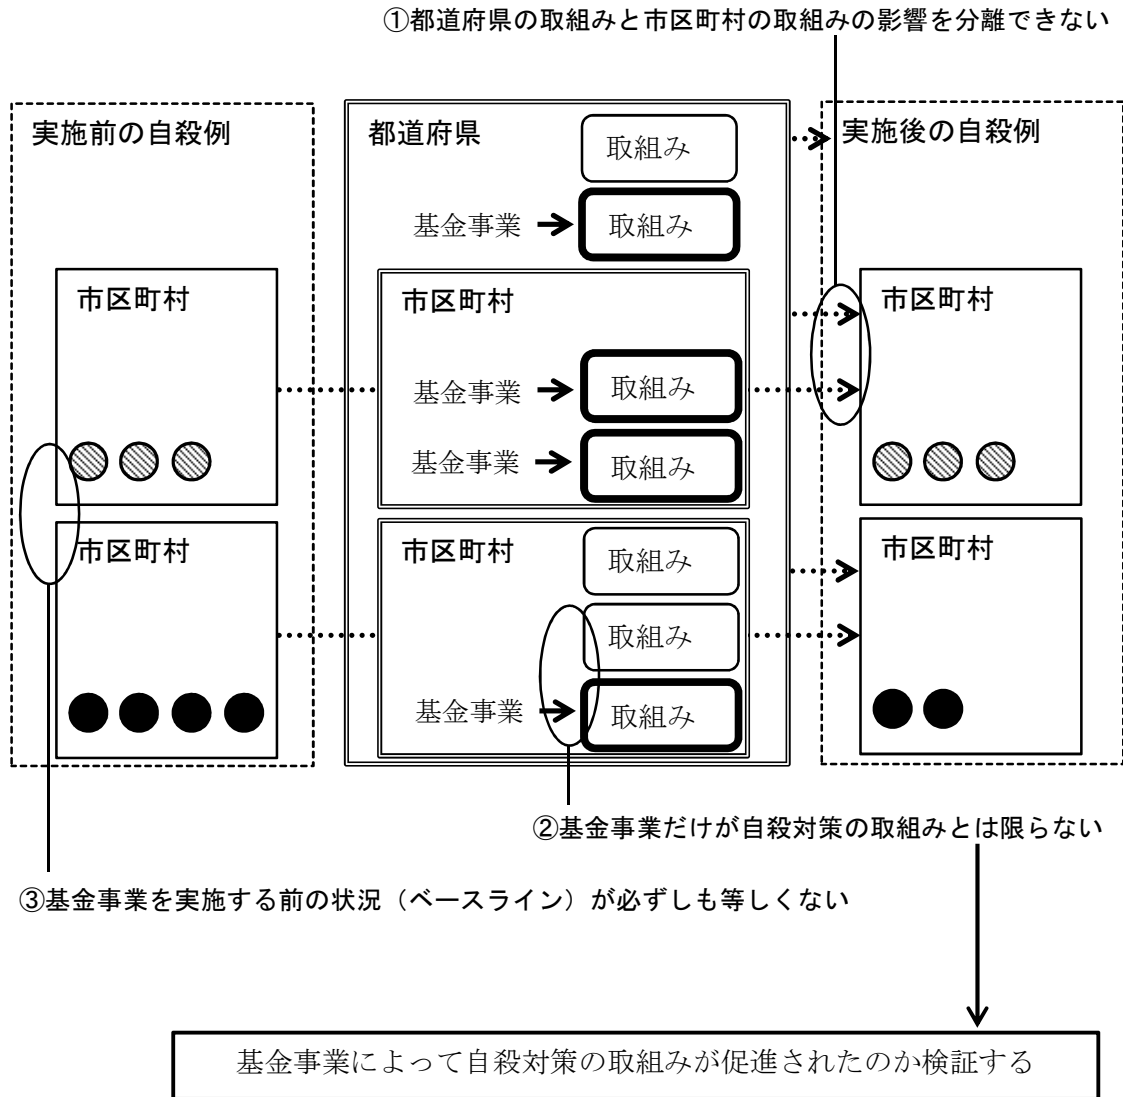 ①都道府県の取組みと市区町村の取組みの影響を分離できない
実施前の自殺例
市区町村
市区町村
都道府県
取組み
基金事業
取組み
市区町村
基金事業
取組み
基金事業
取組み
市区町村
取組み
取組み
基金事業
取組み
実施後の自殺例
市区町村
市区町村
②基金事業だけが自殺対策の取組みとは限らない
③基金事業を実施する前の状況（ベースライン）が必ずしも等しくない
基金事業によって自殺対策の取組みが促進されたのか検証する